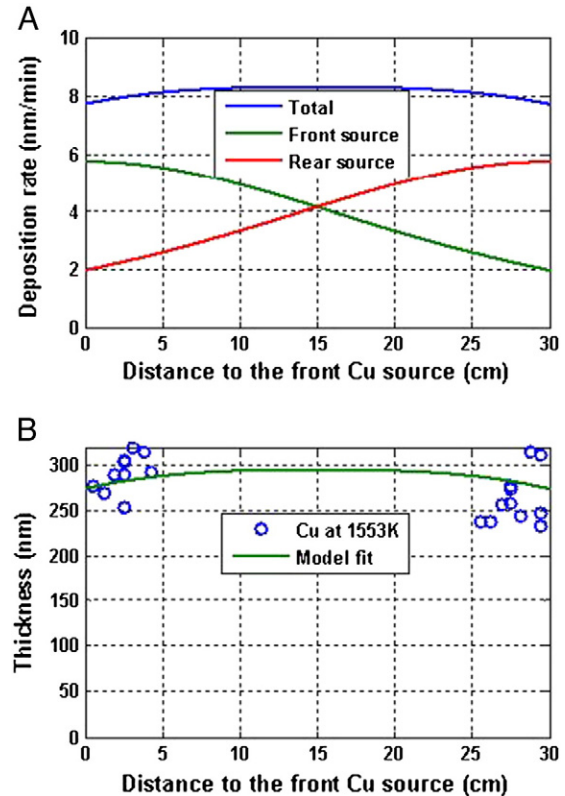 A
Deposition rate (nm/min)
10
8
6
4
2
0
Total
Front source
Rear source
0 5 10 15 20 25 30
Distance to the front Cu source (cm)
B
Thickness (nm)
300
250
200
150
100
50
0
Cu at 1553K
Model fit
0 5 10 15 20 25 30
Distance to the front Cu source (cm)